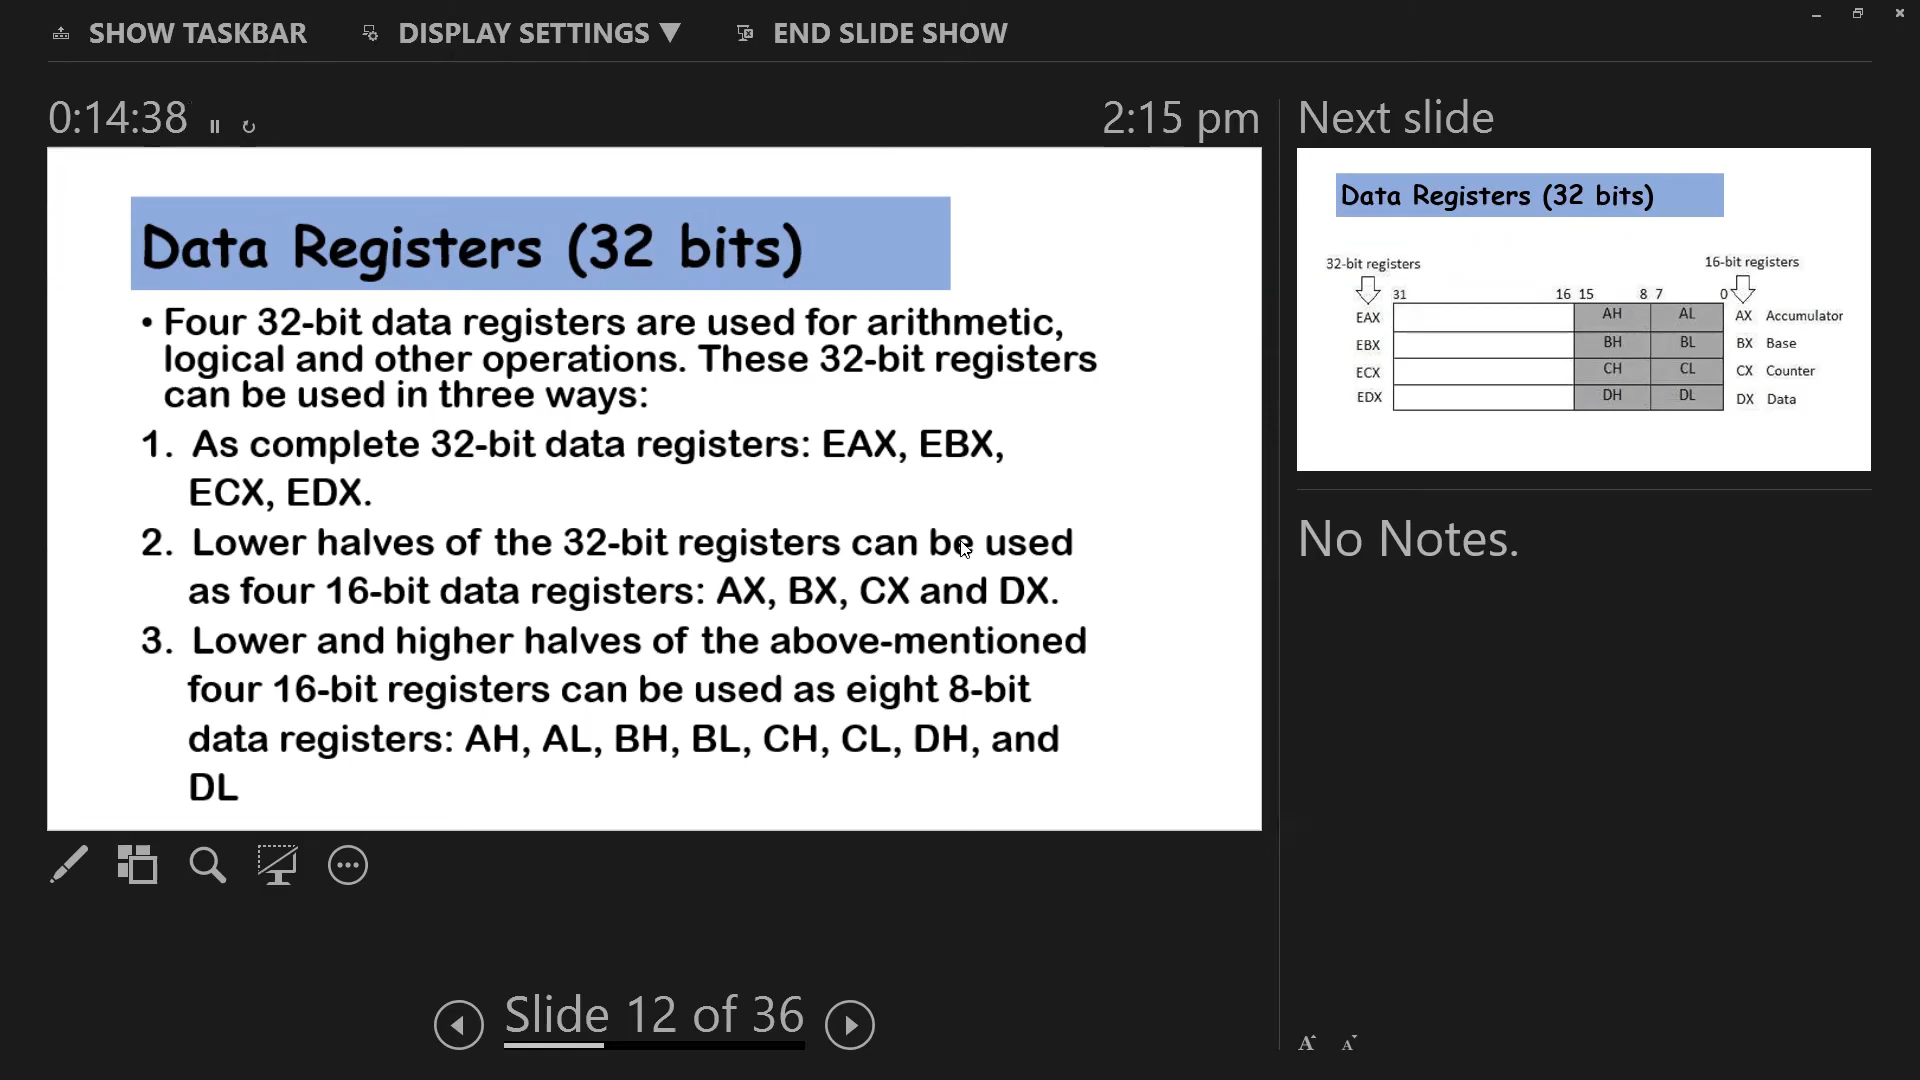 SHOW TASKBAR DISPLAY SETTINGS ▼ END SLIDE SHOW
0:14:38 2:15 pm
Data Registers (32 bits)
• Four 32-bit data registers are used for arithmetic,
logical and other operations. These 32-bit registers
can be used in three ways:
1. As complete 32-bit data registers: EAX, EBX,
ECX, EDX.
2. Lower halves of the 32-bit registers can be used
as four 16-bit data registers: AX, BX, CX and DX.
3. Lower and higher halves of the above-mentioned
four 16-bit registers can be used as eight 8-bit
data registers: AH, AL, BH, BL, CH, CL, DH, and
DL
Slide 12 of 36
Next slide
Data Registers (32 bits)
32-bit registers 16-bit registers
31 16 15 8 7 0
EAX AH AL AX Accumulator
EBX BH BL BX Base
ECX CH CL CX Counter
EDX DH DL DX Data
No Notes.
A A